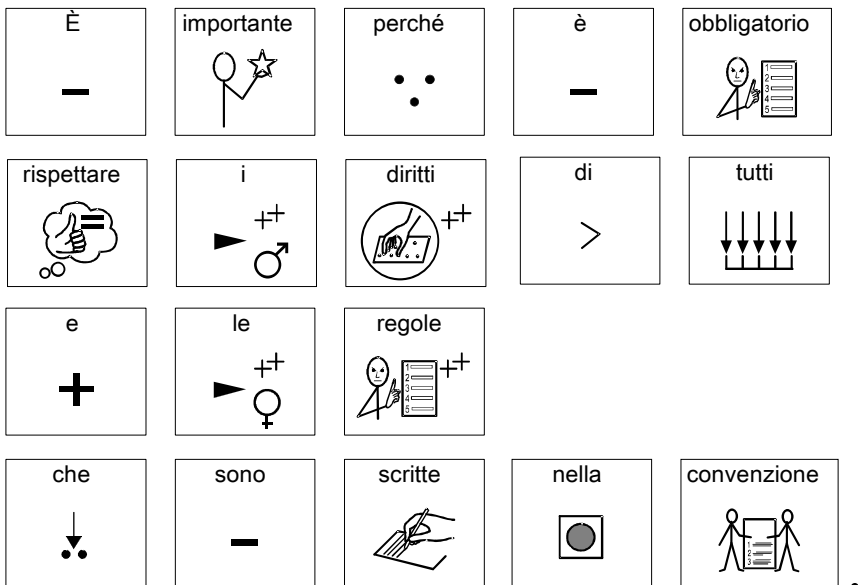 È importante perché è obbligatorio
rispettare i diritti di tutti
e le regole
che sono scritte nella convenzione